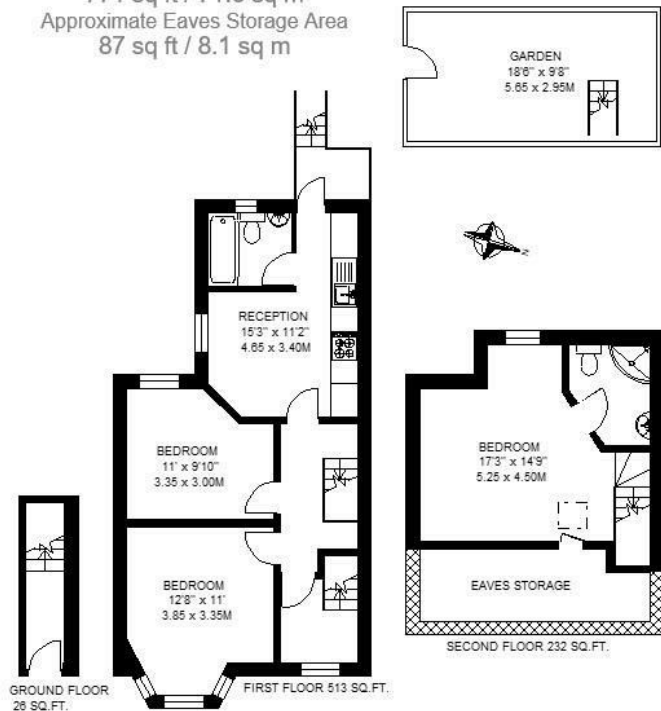 Approximate Eaves Storage Area
87 sq ft / 8.1 sq m
GARDEN
18'6" x 9'8"
5.65 x 2.95M
N
RECEPTION
15'3" x 11'2"
4.65 x 3.40M
BEDROOM
11' x 9'10"
3.35 x 3.00M
BEDROOM
17'3" x 14'9"
5.25 x 4.50M
BEDROOM
12'8" x 11'
3.85 x 3.35M
EAVES STORAGE
SECOND FLOOR 232 SQ.FT.
GROUND FLOOR
26 SQ.FT.
FIRST FLOOR 513 SQ.FT.